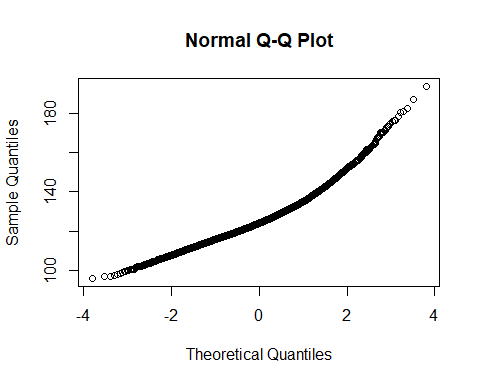 Normal Q-Q Plot
Sample Quantiles
180
140
100
-4 -2 0 2 4
Theoretical Quantiles